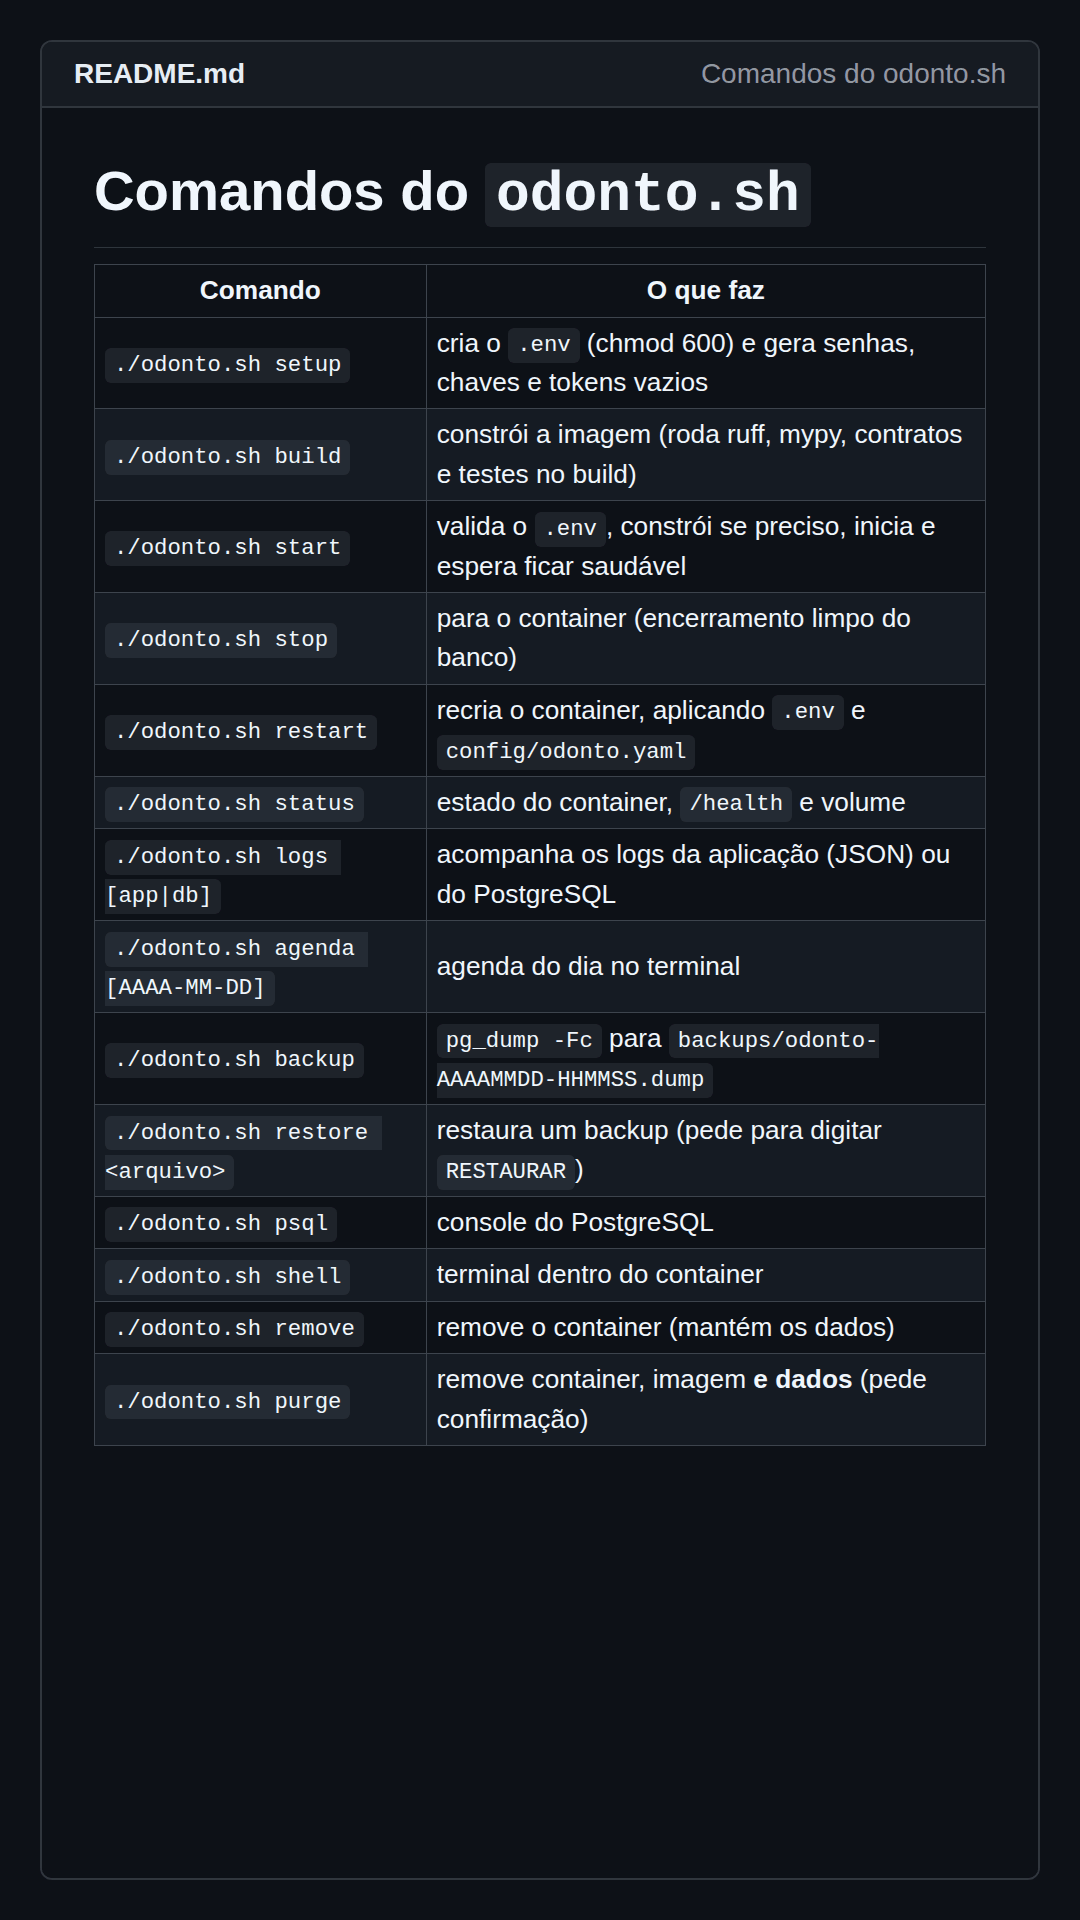 README.md
Comandos do odonto.sh
Comandos do odonto.sh
Comando
O que faz
./odonto.sh setup
cria o .env (chmod 600) e gera senhas,
chaves e tokens vazios
./odonto.sh build
constrói a imagem (roda ruff, mypy, contratos
e testes no build)
./odonto.sh start
valida o .env, constrói se preciso, inicia e
espera ficar saudável
./odonto.sh stop
para o container (encerramento limpo do
banco)
./odonto.sh restart
recria o container, aplicando .env e
config/odonto.yaml
./odonto.sh status
estado do container, /health e volume
./odonto.sh logs
[app|db]
acompanha os logs da aplicação (JSON) ou
do PostgreSQL
./odonto.sh agenda
[AAAA-MM-DD]
agenda do dia no terminal
./odonto.sh backup
pg_dump -Fc para backups/odonto-
AAAAMMDD-HHMMSS.dump
./odonto.sh restore
<arquivo>
restaura um backup (pede para digitar
RESTAURAR)
./odonto.sh psql
console do PostgreSQL
./odonto.sh shell
terminal dentro do container
./odonto.sh remove
remove o container (mantém os dados)
./odonto.sh purge
remove container, imagem e dados (pede
confirmação)